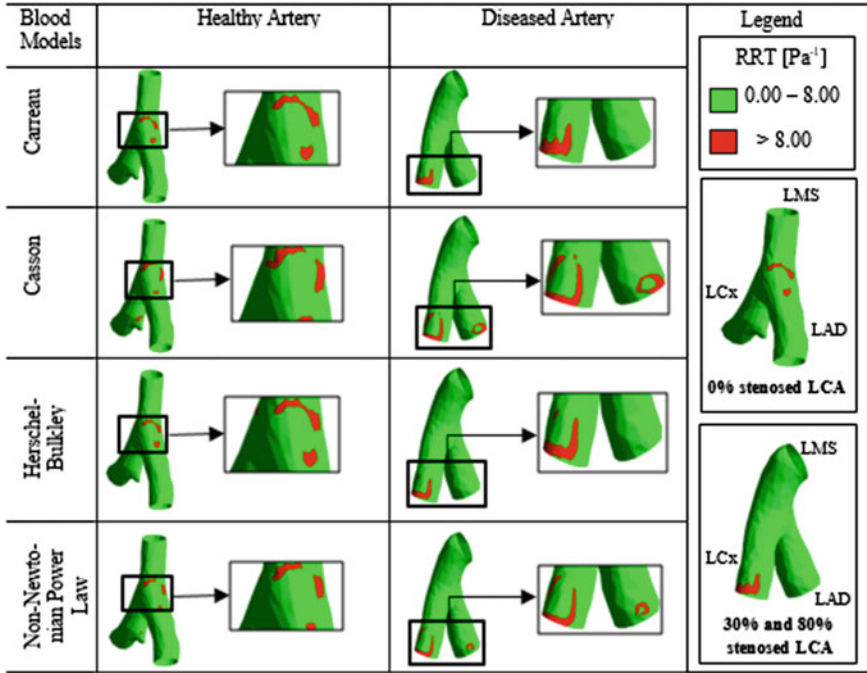 Blood
Models
Healthy Artery
Diseased Artery
Legend
Carreau
Casson
Herschel-
Bulkley
Non-Newto-
nian Power
Law
RRT [Pa⁻¹]
0.00 – 8.00
> 8.00
LMS
LCx
LAD
0% stenosed LCA
LMS
LCx
LAD
30% and 80%
stenosed LCA